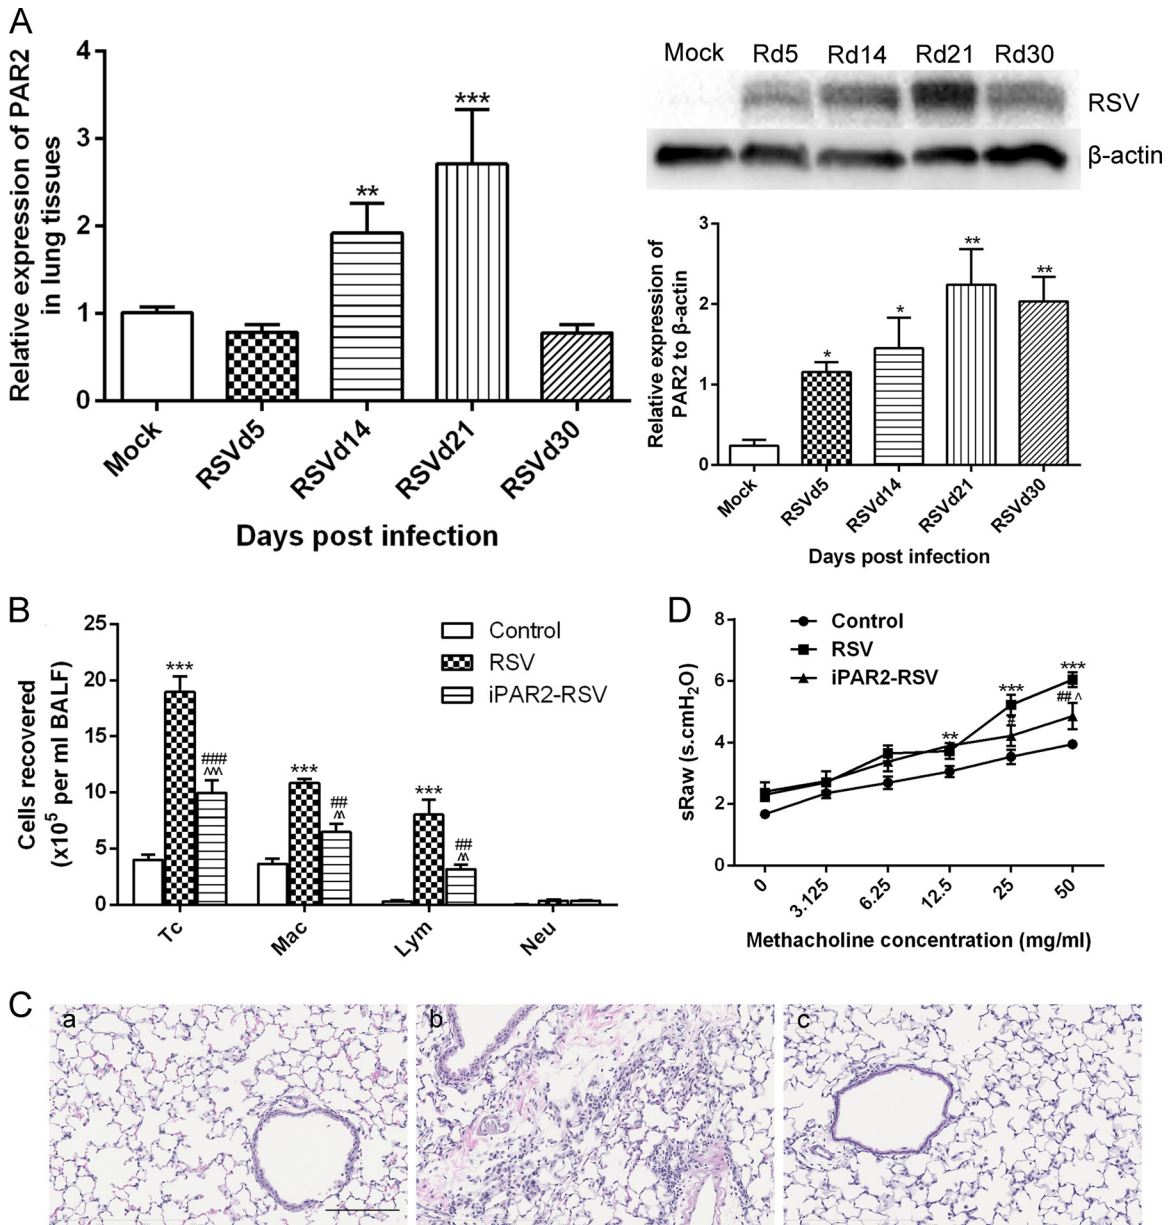 A
Relative expression of PAR2
in lung tissues
4
3
2
1
0
***
**
Mock
RSVd5
RSVd14
RSVd21
RSVd30
Days post infection
Mock Rd5 Rd14 Rd21 Rd30
RSV
β-actin
Relative expression of
PAR2 to β-actin
3
2
1
0
*
*
**
**
Mock
RSVd5
RSVd14
RSVd21
RSVd30
Days post infection
B
Cells recovered
(x10⁵ per ml BALF)
25
20
15
10
5
0
Control
RSV
iPAR2-RSV
***
###
^^^
***
##
^^
***
##
^^
Tc
Mac
Lym
Neu
D
sRaw (s.cmH₂O)
8
6
4
2
0
Control
RSV
iPAR2-RSV
**
***
#
***
## ^
0
3.125
6.25
12.5
25
50
Methacholine concentration (mg/ml)
C
a
b
c